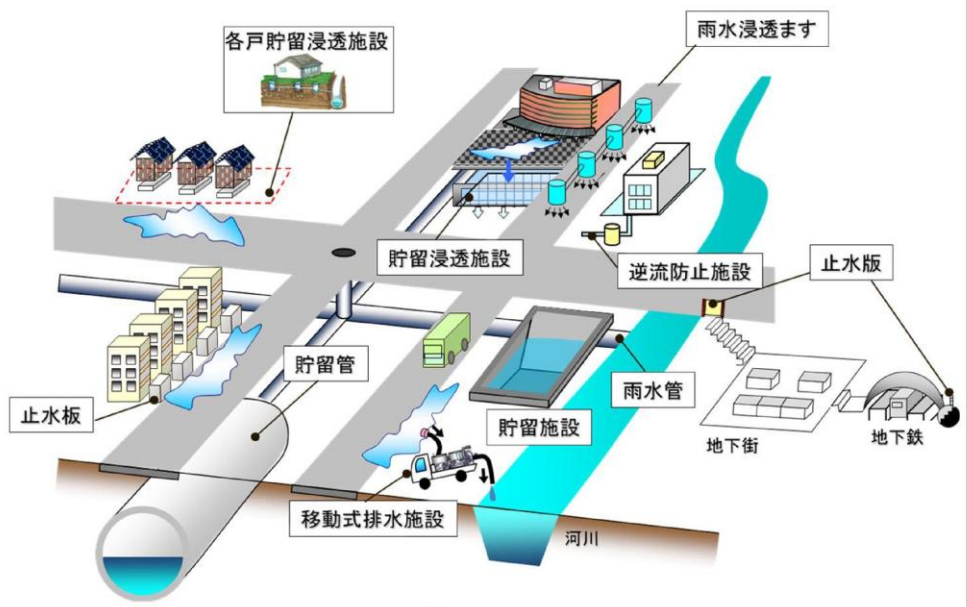 各戸貯留浸透施設
雨水浸透ます
貯留浸透施設
逆流防止施設
止水版
貯留管
雨水管
止水板
貯留施設
地下街
地下鉄
移動式排水施設
河川